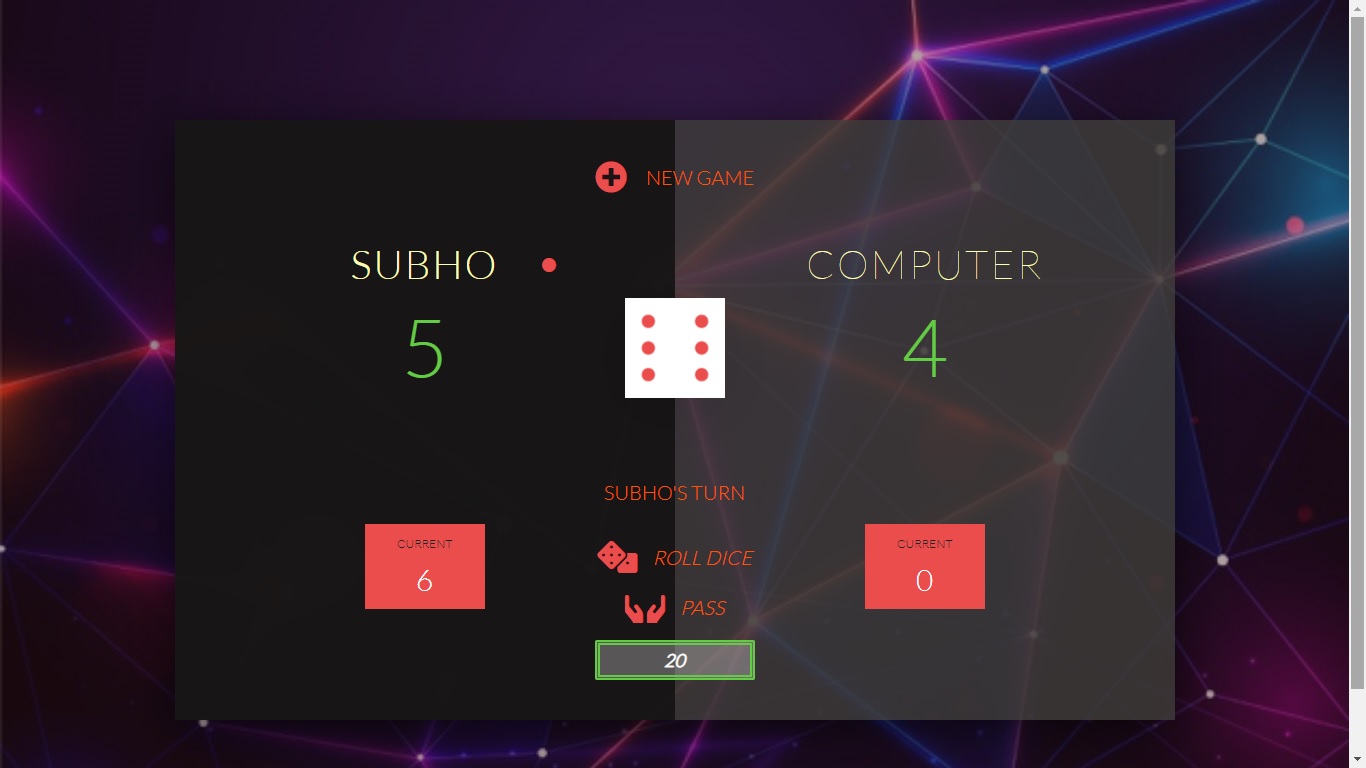 NEW GAME
SUBHO
COMPUTER
5
4
SUBHO'S TURN
CURRENT
6
CURRENT
0
ROLL DICE
PASS
20